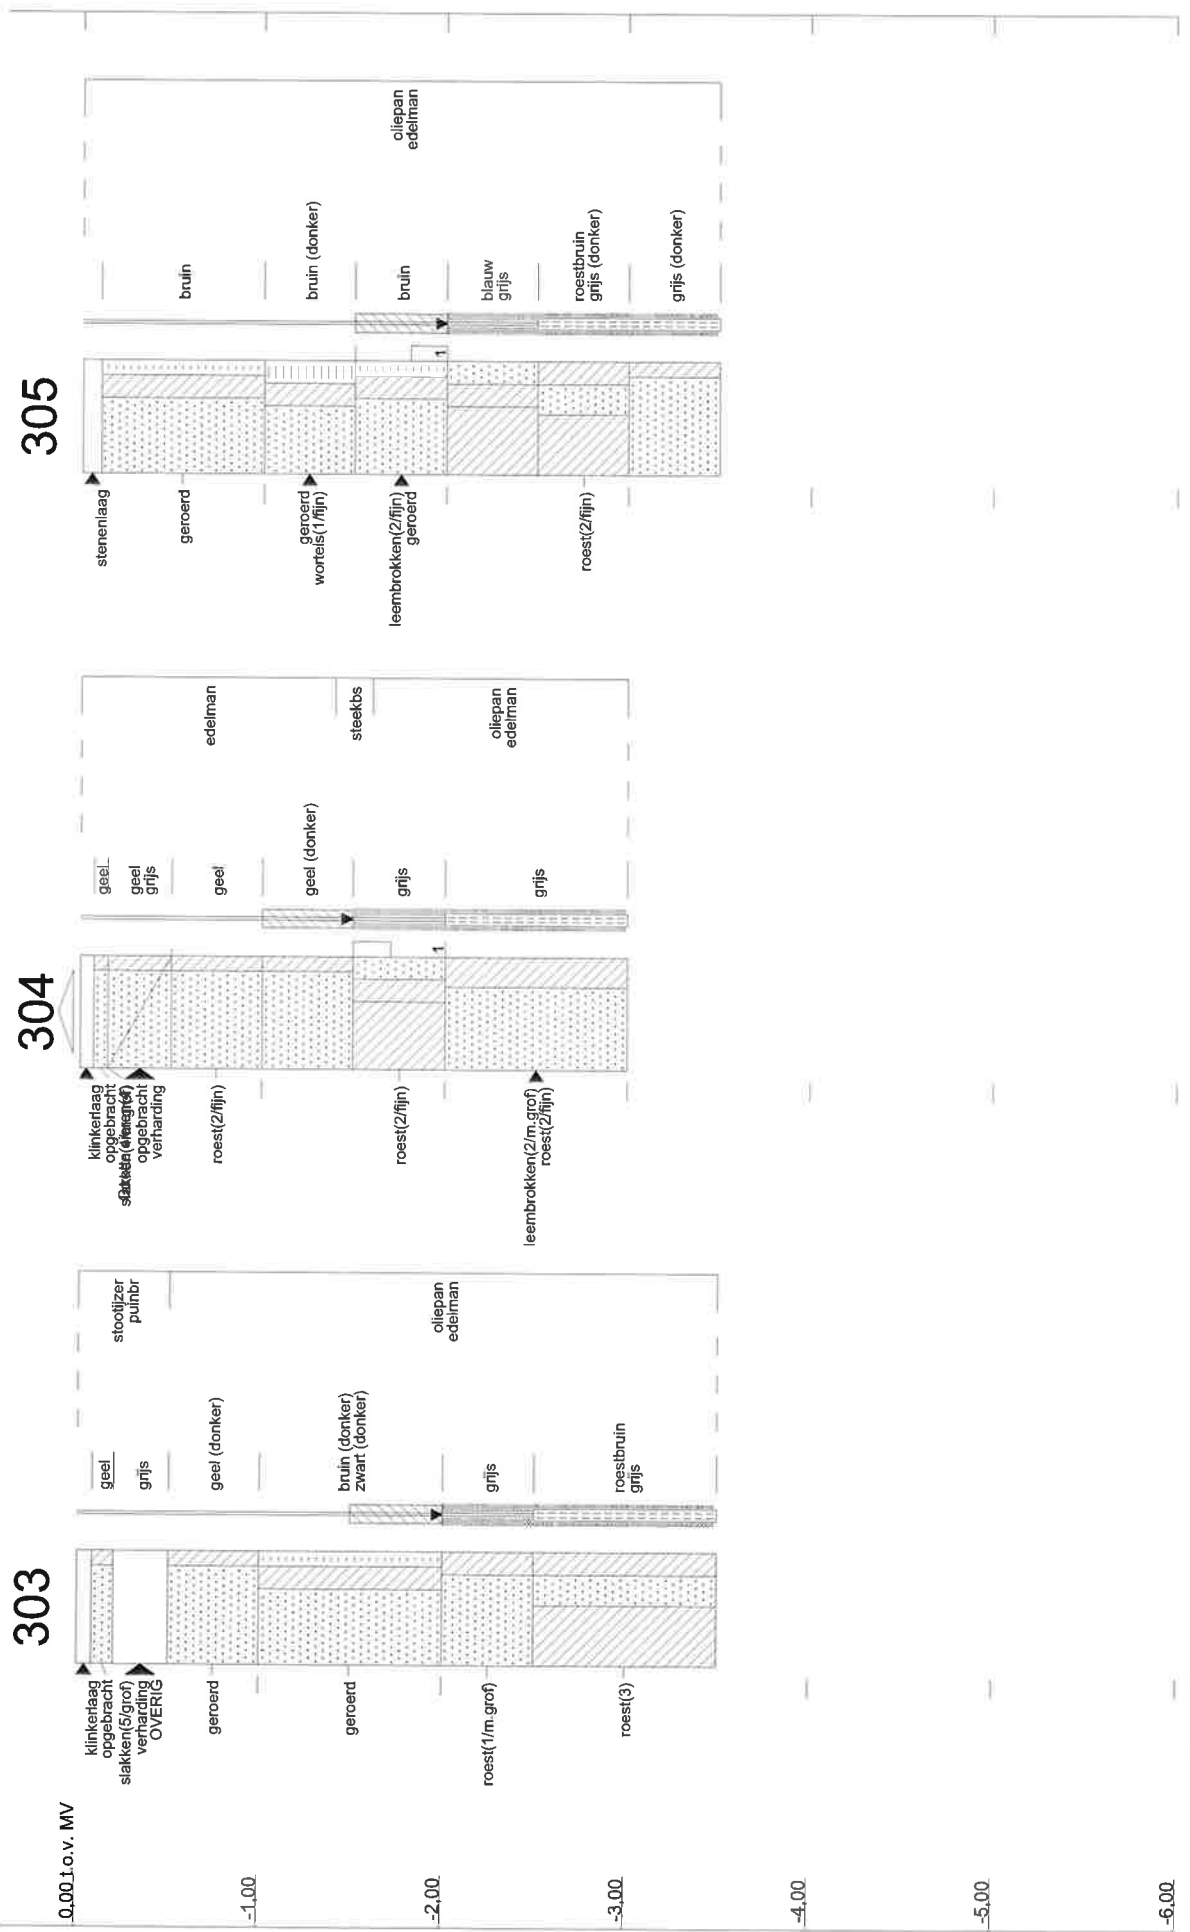 0,00 t.o.v. MV
-1,00
-2,00
-3,00
-4,00
-5,00
-6,00
303
klinkerlaag
opgebracht
slakken(5/grof)
verharding
OVERIG
geroerd
geroerd
roest(1/m.grof)
roest(3)
geel
grijs
geel (donker)
bruin (donker)
zwart (donker)
grijs
roestbruin
grijs
stootijzer
puinbr
oliepan
edelman
304
klinkerlaag
opgebracht
opgebracht
verharding
roest(2/fijn)
roest(2/fijn)
leembrokken(2/m.grof)
roest(2/fijn)
1
geel
geel
grijs
geel
geel (donker)
grijs
grijs
edelman
steekbs
oliepan
edelman
305
stenenlaag
geroerd
geroerd
wortels(1/fijn)
leembrokken(2/fijn)
geroerd
roest(2/fijn)
1
bruin
bruin (donker)
bruin
blauw
grijs
roestbruin
grijs (donker)
grijs (donker)
oliepan
edelman